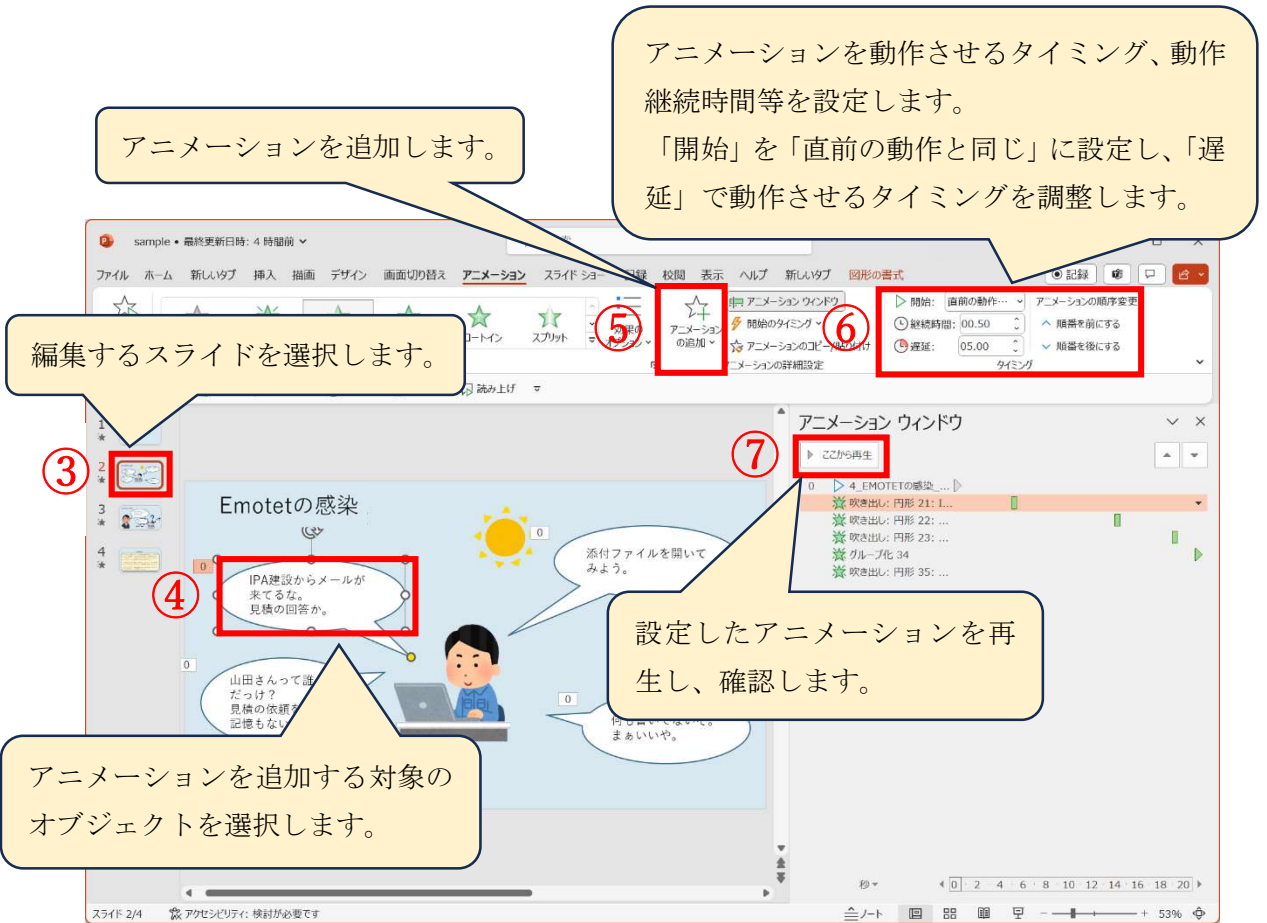 アニメーションを動作させるタイミング、動作
継続時間等を設定します。
「開始」を「直前の動作と同じ」に設定し、「遅
延」で動作させるタイミングを調整します。
アニメーションを追加します。
sample • 最終更新日時: 4 時間前
ファイル ホーム 新しいタブ 挿入 描画 デザイン 画面切り替え アニメーション スライド ショー 記録 校閲 表示 ヘルプ 新しいタブ 図形の書式
記録
編集するスライドを選択します。
スプリット
⑤
アニメーション
の追加
アニメーション ウィンドウ
開始のタイミング
アニメーションのコピー/貼り付け
アニメーションの詳細設定
⑥
開始: 直前の動作…
継続時間: 00.50
遅延: 05.00
アニメーションの順序変更
順番を前にする
順番を後にする
タイミング
読み上げ
1
③
2
3
4
アニメーション ウィンドウ
⑦
ここから再生
0 4_EMOTETの感染_...
吹き出し: 円形 21: I...
吹き出し: 円形 22: ...
吹き出し: 円形 23: ...
グループ化 34
吹き出し: 円形 35: ...
Emotetの感染
0
0
④
IPA建設からメールが
来てるな。
見積の回答か。
添付ファイルを開いて
みよう。
0
山田さんって誰
だっけ?
見積の依頼
記憶もない
0
まぁいいや。
設定したアニメーションを再
生し、確認します。
アニメーションを追加する対象の
オブジェクトを選択します。
秒 0 2 4 6 8 10 12 14 16 18 20
スライド 2/4 アクセシビリティ: 検討が必要です
ノート
53%